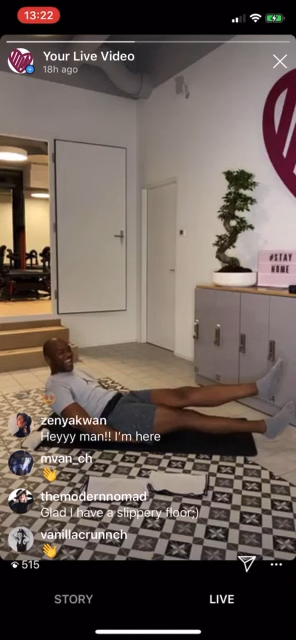 13:22
Your Live Video
18h ago
#STAY
HOME
zenyakwan
Heyyy man!! I'm here
mvan_ch
👋
themodernnomad
Glad I have a slippery floor;)
vanillacrunnch
👋
515
STORY
LIVE